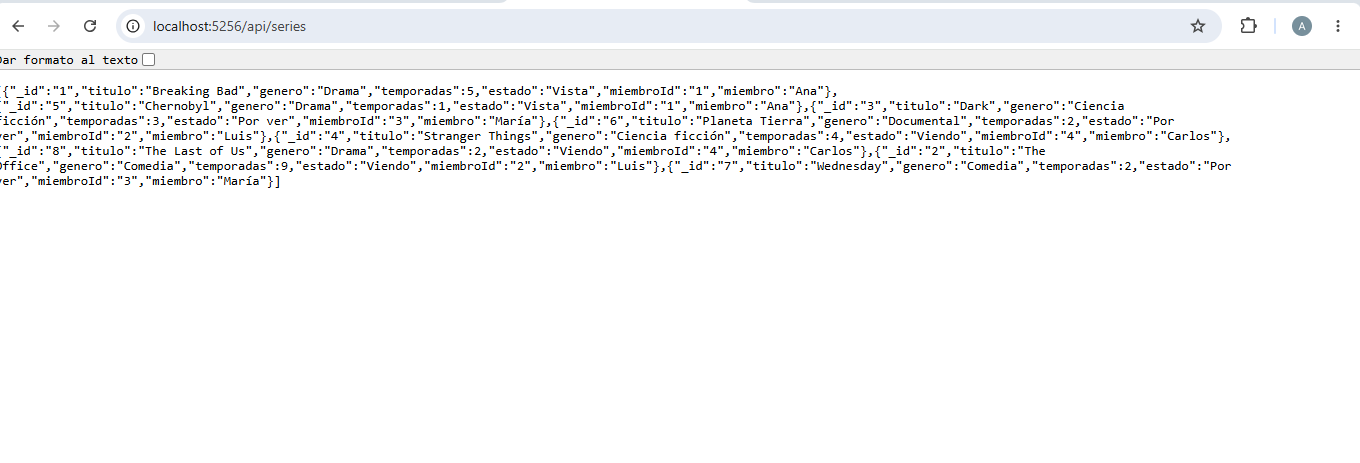 localhost:5256/api/series
A
Dar formato al texto
[{"_id":"1","titulo":"Breaking Bad","genero":"Drama","temporadas":5,"estado":"Vista","miembroId":"1","miembro":"Ana"},
{"_id":"5","titulo":"Chernobyl","genero":"Drama","temporadas":1,"estado":"Vista","miembroId":"1","miembro":"Ana"},{"_id":"3","titulo":"Dark","genero":"Ciencia
ficción","temporadas":3,"estado":"Por ver","miembroId":"3","miembro":"María"},{"_id":"6","titulo":"Planeta Tierra","genero":"Documental","temporadas":2,"estado":"Por
ver","miembroId":"2","miembro":"Luis"},{"_id":"4","titulo":"Stranger Things","genero":"Ciencia ficción","temporadas":4,"estado":"Viendo","miembroId":"4","miembro":"Carlos"},
{"_id":"8","titulo":"The Last of Us","genero":"Drama","temporadas":2,"estado":"Viendo","miembroId":"4","miembro":"Carlos"},{"_id":"2","titulo":"The
Office","genero":"Comedia","temporadas":9,"estado":"Viendo","miembroId":"2","miembro":"Luis"},{"_id":"7","titulo":"Wednesday","genero":"Comedia","temporadas":2,"estado":"Por
ver","miembroId":"3","miembro":"María"}]